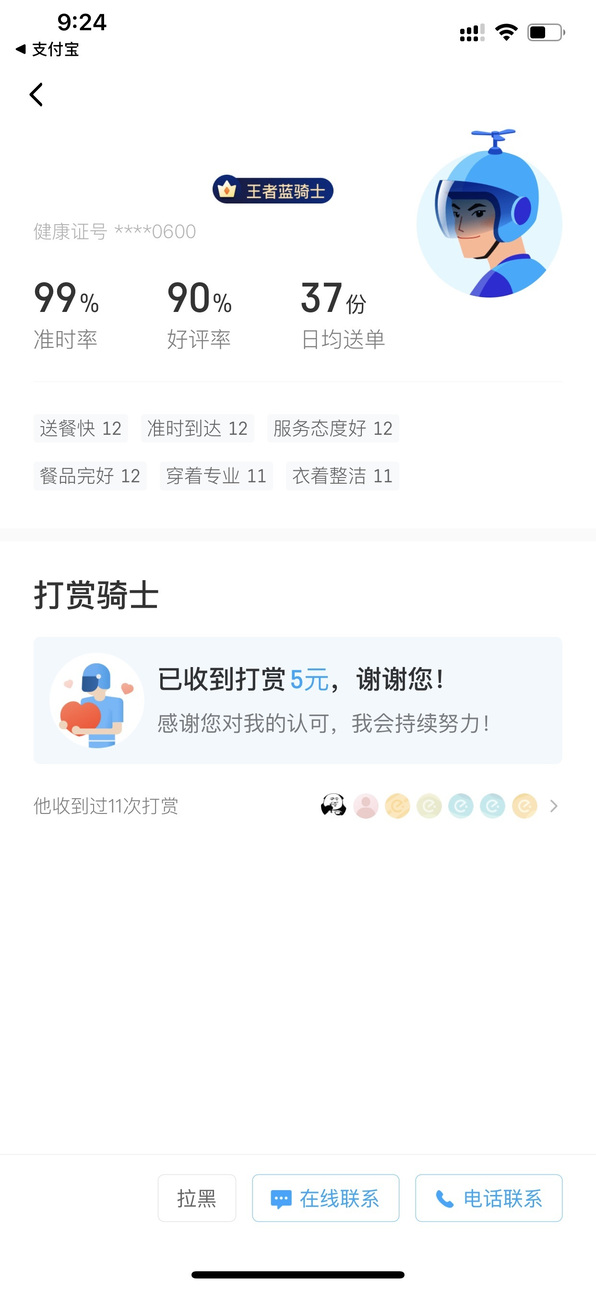 9:24
◀ 支付宝
王者蓝骑士
健康证号 ****0600
99% 90% 37份
准时率 好评率 日均送单
送餐快 12 准时到达 12 服务态度好 12
餐品完好 12 穿着专业 11 衣着整洁 11
打赏骑士
已收到打赏5元，谢谢您！
感谢您对我的认可，我会持续努力！
他收到过11次打赏
拉黑 在线联系 电话联系